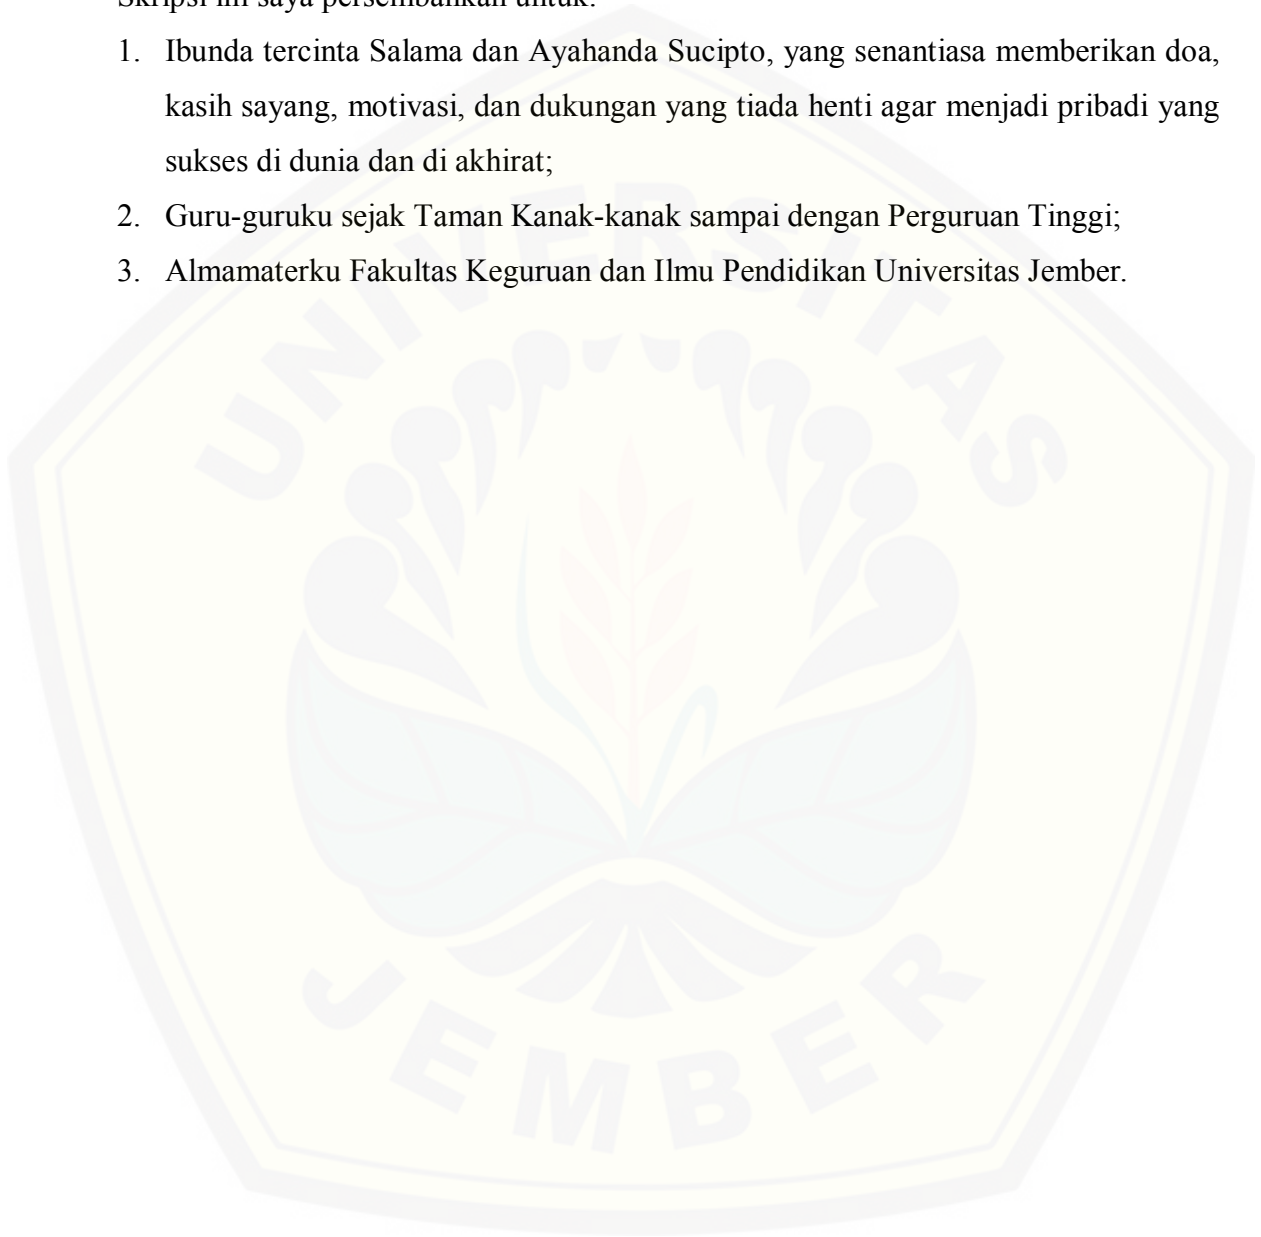 Skripsi ini saya persembahkan untuk:
1. Ibunda tercinta Salama dan Ayahanda Sucipto, yang senantiasa memberikan doa,
kasih sayang, motivasi, dan dukungan yang tiada henti agar menjadi pribadi yang
sukses di dunia dan di akhirat;
2. Guru-guruku sejak Taman Kanak-kanak sampai dengan Perguruan Tinggi;
3. Almamaterku Fakultas Keguruan dan Ilmu Pendidikan Universitas Jember.
UNIVERSITAS
JEMBER